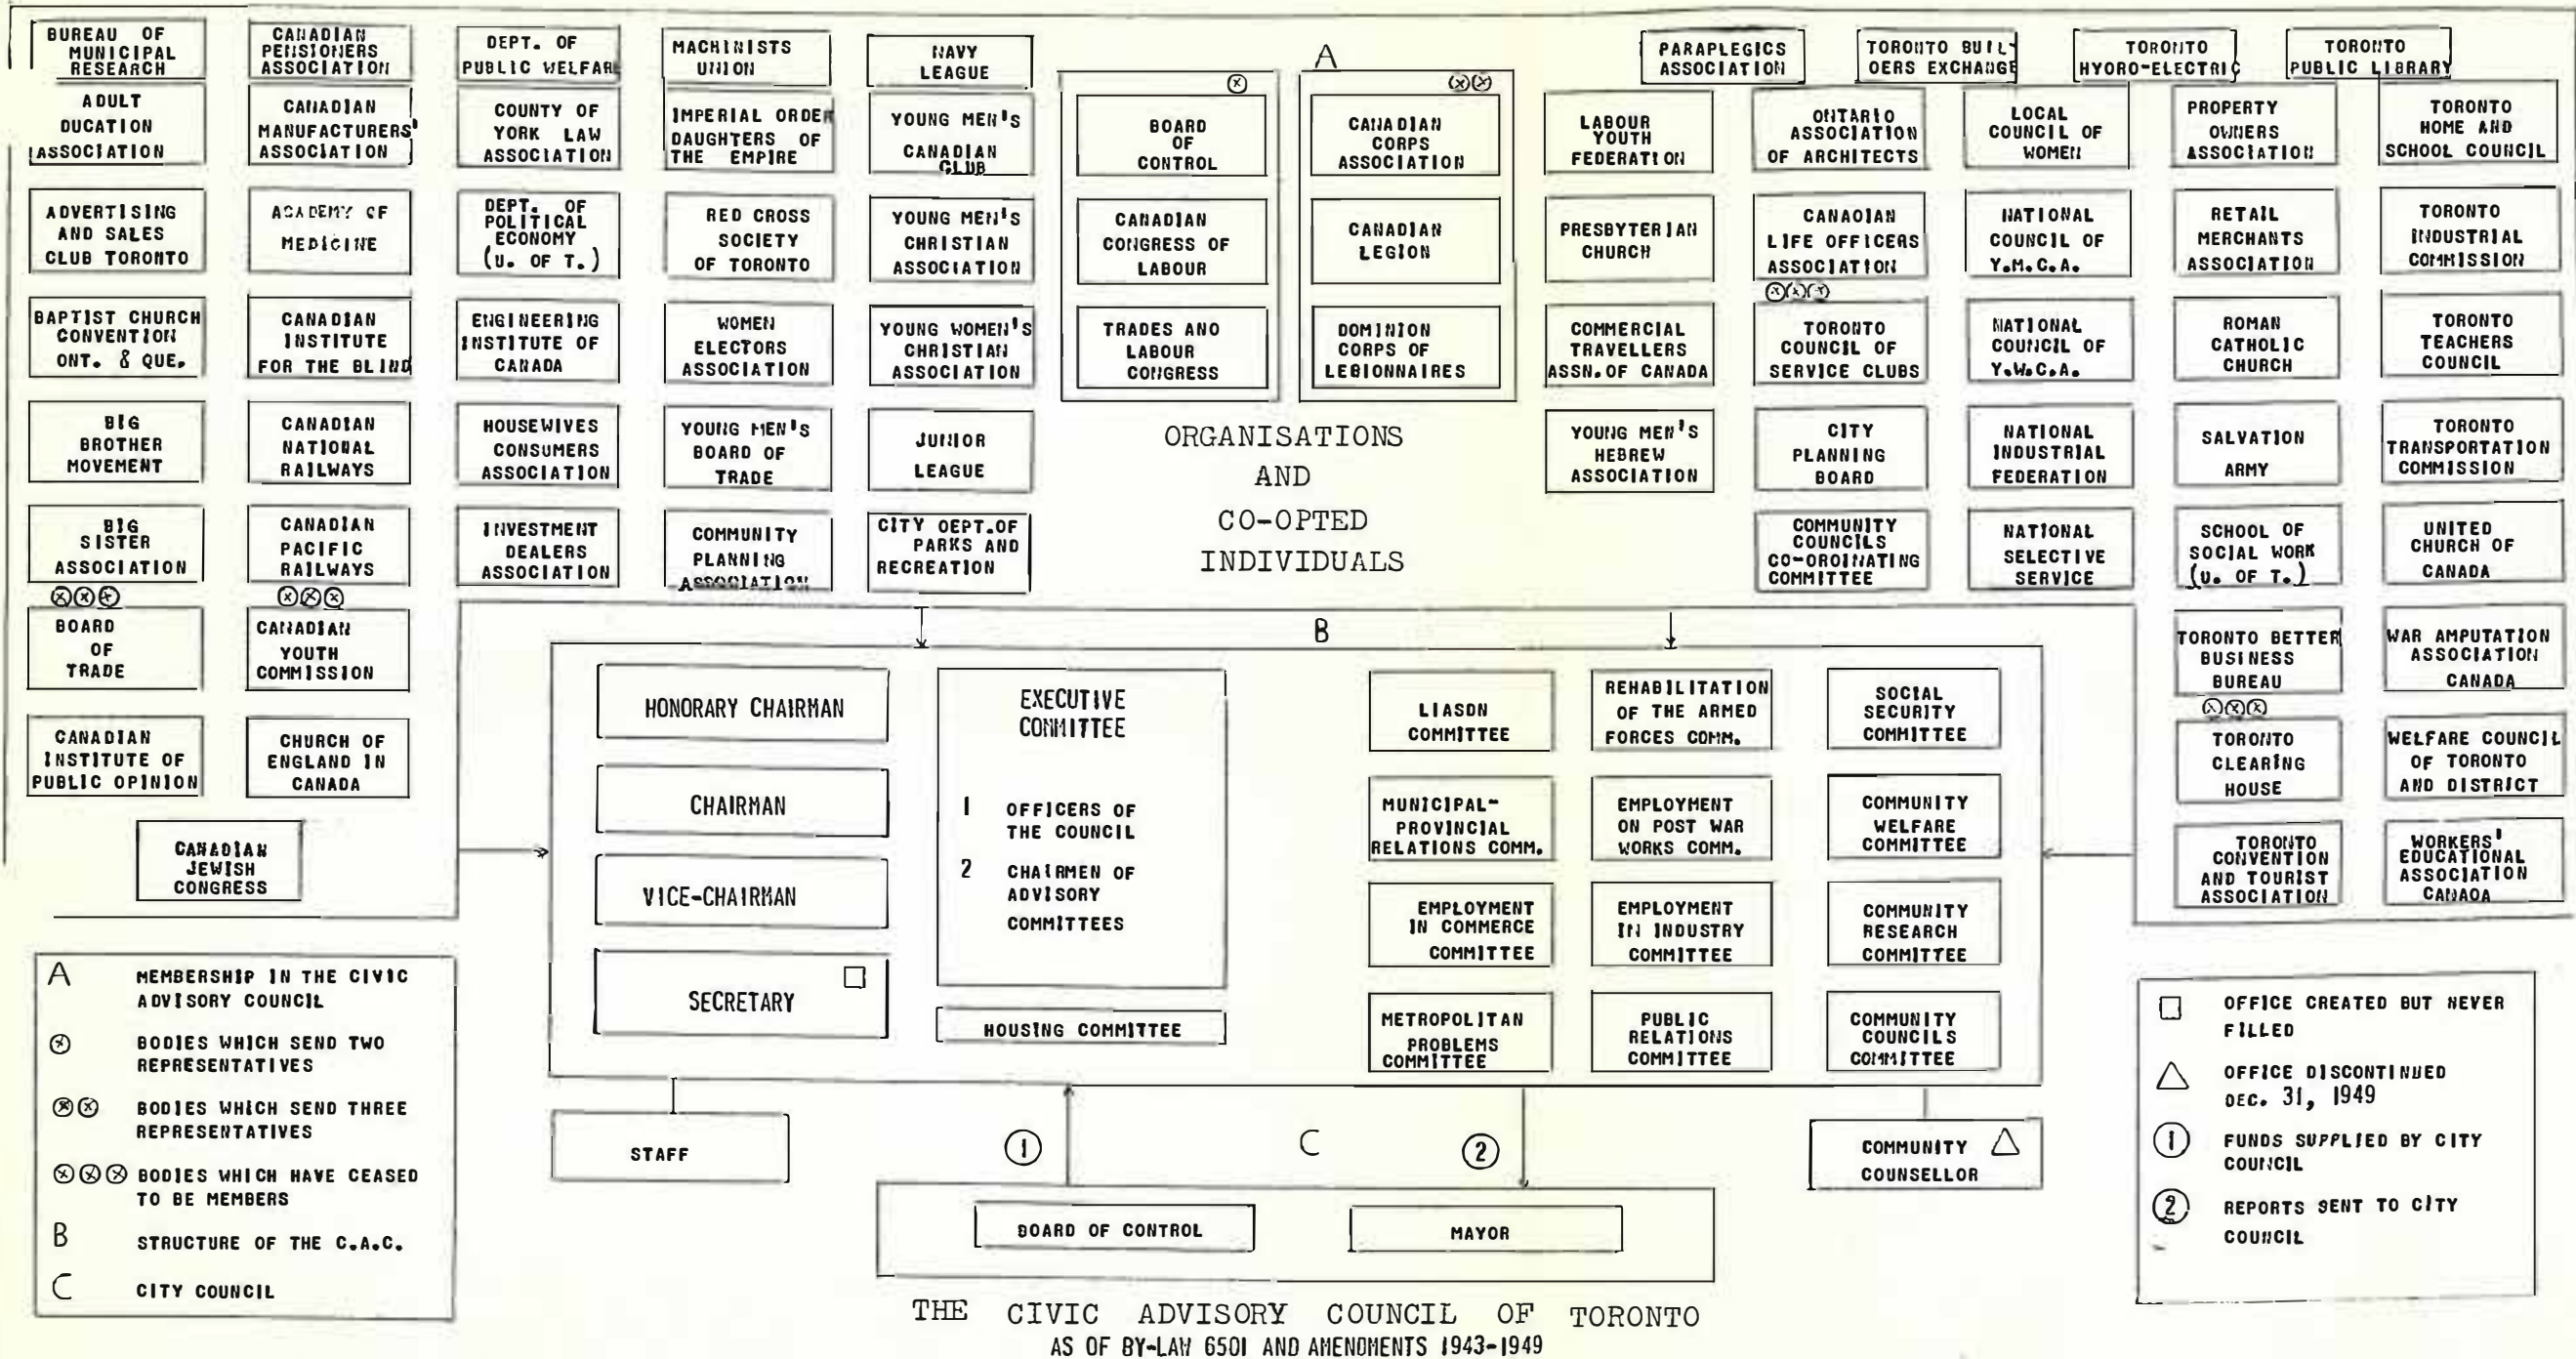 BUREAU OF
MUNICIPAL
RESEARCH
CANADIAN
PENSIONERS
ASSOCIATION
DEPT. OF
PUBLIC WELFARE
MACHINISTS
UNION
NAVY
LEAGUE
A
PARAPLEGICS
ASSOCIATION
TORONTO BUIL-
OERS EXCHANGE
TORONTO
HYORO-ELECTRIC
TORONTO
PUBLIC LIBRARY
ADULT
DUCATION
ASSOCIATION
CANADIAN
MANUFACTURERS'
ASSOCIATION
COUNTY OF
YORK LAW
ASSOCIATION
IMPERIAL ORDER
DAUGHTERS OF
THE EMPIRE
YOUNG MEN'S
CANADIAN
CLUB
BOARD
OF
CONTROL
CANADIAN
CORPS
ASSOCIATION
LABOUR
YOUTH
FEDERATION
ONTARIO
ASSOCIATION
OF ARCHITECTS
LOCAL
COUNCIL OF
WOMEN
PROPERTY
OWNERS
ASSOCIATION
TORONTO
HOME AND
SCHOOL COUNCIL
ADVERTISING
AND SALES
CLUB TORONTO
ACADEMY OF
MEDICINE
DEPT. OF
POLITICAL
ECONOMY
(U. OF T.)
RED CROSS
SOCIETY
OF TORONTO
YOUNG MEN'S
CHRISTIAN
ASSOCIATION
CANADIAN
CONGRESS OF
LABOUR
CANADIAN
LEGION
PRESBYTERIAN
CHURCH
CANAOIAN
LIFE OFFICERS
ASSOCIATION
NATIONAL
COUNCIL OF
Y.M.C.A.
RETAIL
MERCHANTS
ASSOCIATION
TORONTO
INDUSTRIAL
COMMISSION
BAPTIST CHURCH
CONVENTION
ONT. & QUE.
CANADIAN
INSTITUTE
FOR THE BLIND
ENGINEERING
INSTITUTE OF
CANADA
WOMEN
ELECTORS
ASSOCIATION
YOUNG WOMEN'S
CHRISTIAN
ASSOCIATION
TRADES ANO
LABOUR
CONGRESS
DOMINION
CORPS OF
LEBIONNAIRES
COMMERCIAL
TRAVELLERS
ASSN.OF CANADA
TORONTO
COUNCIL OF
SERVICE CLUBS
NATIONAL
COUNCIL OF
Y.W.C.A.
ROMAN
CATHOLIC
CHURCH
TORONTO
TEACHERS
COUNCIL
BIG
BROTHER
MOVEMENT
CANADIAN
NATIONAL
RAILWAYS
HOUSEWIVES
CONSUMERS
ASSOCIATION
YOUNG MEN'S
BOARD OF
TRADE
JUNIOR
LEAGUE
ORGANISATIONS
AND
CO-OPTED
INDIVIDUALS
YOUNG MEN'S
HEBREW
ASSOCIATION
CITY
PLANNING
BOARD
NATIONAL
INDUSTRIAL
FEDERATION
SALVATION
ARMY
TORONTO
TRANSPORTATION
COMMISSION
BIG
SISTER
ASSOCIATION
CANADIAN
PACIFIC
RAILWAYS
INVESTMENT
DEALERS
ASSOCIATION
COMMUNITY
PLANNING
ASSOCIATION
CITY OEPT.OF
PARKS AND
RECREATION
COMMUNITY
COUNCILS
CO-OROINATING
COMMITTEE
NATIONAL
SELECTIVE
SERVICE
SCHOOL OF
SOCIAL WORK
(U. OF T.)
UNITED
CHURCH OF
CANADA
BOARD
OF
TRADE
CANADIAN
YOUTH
COMMISSION
TORONTO BETTER
BUSINESS
BUREAU
WAR AMPUTATION
ASSOCIATION
CANADA
CANADIAN
INSTITUTE OF
PUBLIC OPINION
CHURCH OF
ENGLAND IN
CANADA
TORONTO
CLEARING
HOUSE
WELFARE COUNCIL
OF TORONTO
AND DISTRICT
CANADIAN
JEWISH
CONGRESS
TORONTO
CONVENTION
AND TOURIST
ASSOCIATION
WORKERS'
EDUCATIONAL
ASSOCIATION
CANAOA
B
HONORARY CHAIRMAN
CHAIRMAN
VICE-CHAIRMAN
SECRETARY
EXECUTIVE
COMMITTEE
1 OFFICERS OF
THE COUNCIL
2 CHAIRMEN OF
ADVISORY
COMMITTEES
HOUSING COMMITTEE
LIASON
COMMITTEE
REHABILITATION
OF THE ARMED
FORCES COMM.
SOCIAL
SECURITY
COMMITTEE
MUNICIPAL-
PROVINCIAL
RELATIONS COMM.
EMPLOYMENT
ON POST WAR
WORKS COMM.
COMMUNITY
WELFARE
COMMITTEE
EMPLOYMENT
IN COMMERCE
COMMITTEE
EMPLOYMENT
IN INDUSTRY
COMMITTEE
COMMUNITY
RESEARCH
COMMITTEE
METROPOLITAN
PROBLEMS
COMMITTEE
PUBLIC
RELATIONS
COMMITTEE
COMMUNITY
COUNCILS
COMMITTEE
STAFF
1
C
2
COMMUNITY
COUNSELLOR
BOARD OF CONTROL
MAYOR
A MEMBERSHIP IN THE CIVIC
ADVISORY COUNCIL
BODIES WHICH SEND TWO
REPRESENTATIVES
BODIES WHICH SEND THREE
REPRESENTATIVES
BODIES WHICH HAVE CEASED
TO BE MEMBERS
B STRUCTURE OF THE C.A.C.
C CITY COUNCIL
OFFICE CREATED BUT NEVER
FILLED
OFFICE DISCONTINUED
DEC. 31, 1949
1 FUNDS SUPPLIED BY CITY
COUNCIL
2 REPORTS SENT TO CITY
COUNCIL
THE CIVIC ADVISORY COUNCIL OF TORONTO
AS OF BY-LAW 6501 AND AMENDMENTS 1943-1949